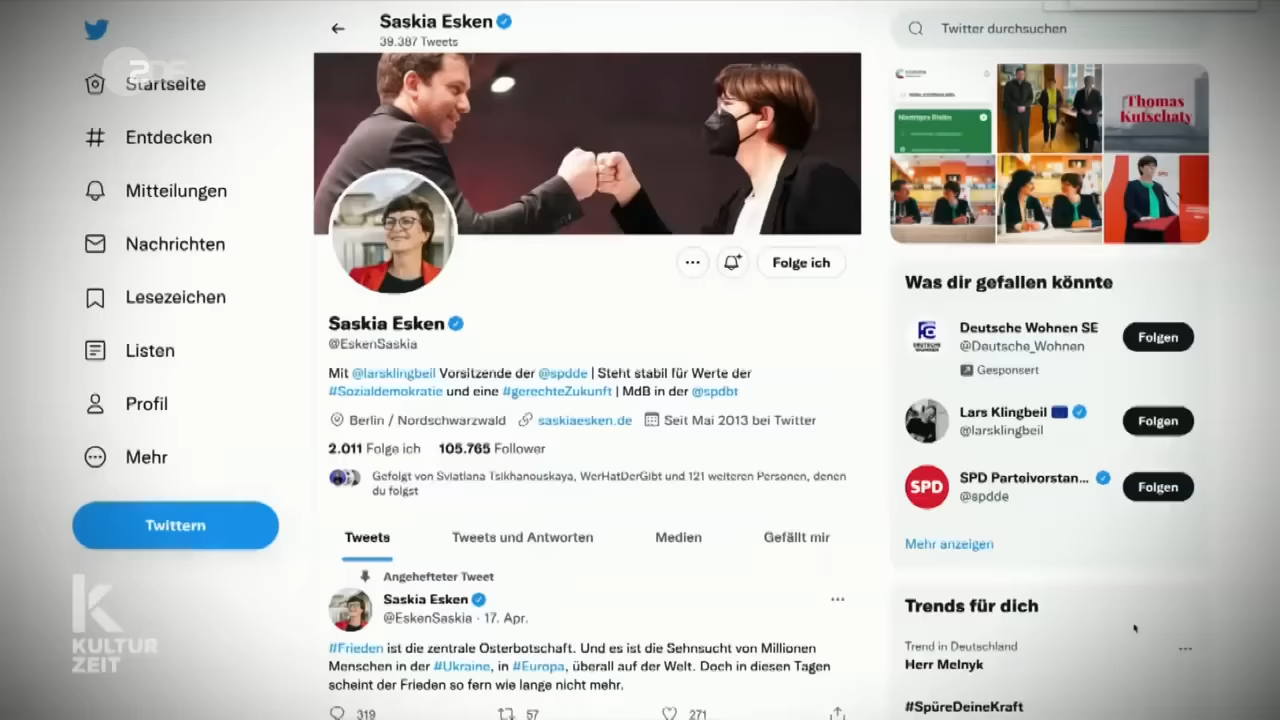 Saskia Esken
39.387 Tweets
Twitter durchsuchen
Startseite
Entdecken
Mitteilungen
Nachrichten
Lesezeichen
Listen
Profil
Mehr
Twittern
KULTUR
ZEIT
Folge ich
Saskia Esken
@EskenSaskia
Mit @larsklingbeil Vorsitzende der @spdde | Steht stabil für Werte der
#Sozialdemokratie und eine #gerechteZukunft | MdB in der @spdbt
Berlin / Nordschwarzwald saskiaesken.de Seit Mai 2013 bei Twitter
2.011 Folge ich 105.765 Follower
Gefolgt von Sviatlana Tsikhanouskaya, WerHatDerGibt und 121 weiteren Personen, denen
du folgst
Tweets Tweets und Antworten Medien Gefällt mir
Angehefteter Tweet
Saskia Esken
@EskenSaskia · 17. Apr.
#Frieden ist die zentrale Osterbotschaft. Und es ist die Sehnsucht von Millionen
Menschen in der #Ukraine, in #Europa, überall auf der Welt. Doch in diesen Tagen
scheint der Frieden so fern wie lange nicht mehr.
319 57 271
Niedriges Risiko
Thomas
Kutschaty
SPD
Was dir gefallen könnte
Deutsche Wohnen SE
@Deutsche_Wohnen
Gesponsert
Folgen
Lars Klingbeil
@larsklingbeil
Folgen
SPD
SPD Parteivorstan...
@spdde
Folgen
Mehr anzeigen
Trends für dich
Trend in Deutschland
Herr Melnyk
#SpüreDeineKraft